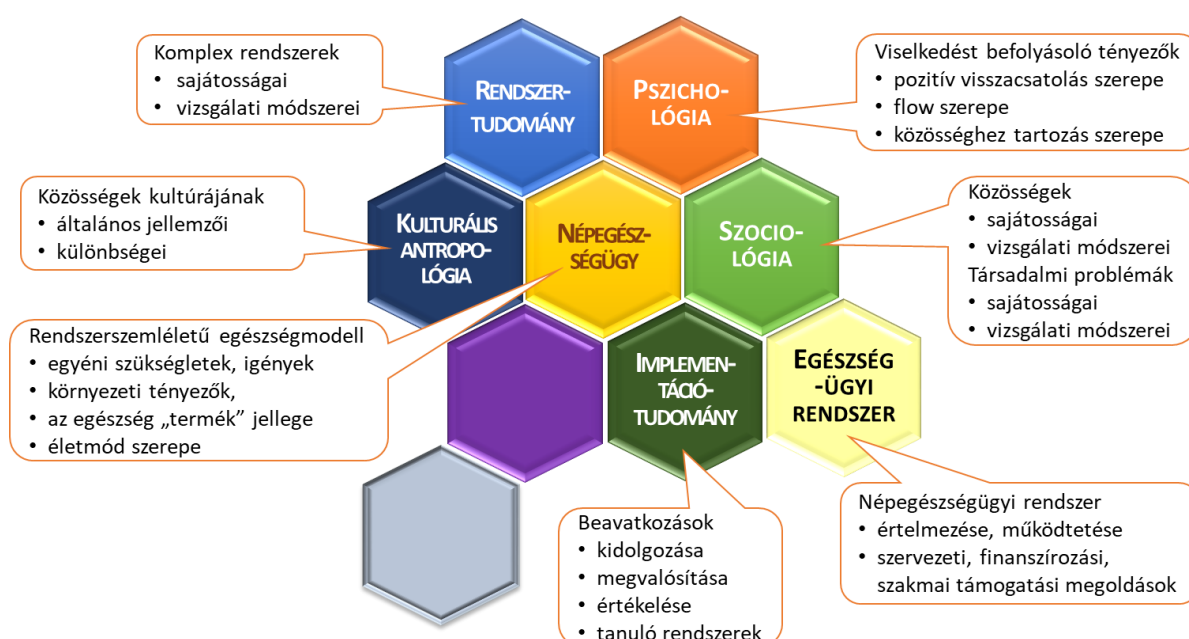 Komplex rendszerek
• sajátosságai
• vizsgálati módszerei
RENDSZER-
TUDOMÁNY
PSZICHO-
LÓGIA
Viselkedést befolyásoló tényezők
• pozitív visszacsatolás szerepe
• flow szerepe
• közösséghez tartozás szerepe
Közösségek kultúrájának
• általános jellemzői
• különbségei
KULTURÁLIS
ANTROPO-
LÓGIA
NÉPEGÉSZ-
SÉGÜGY
SZOCIO-
LÓGIA
Közösségek
• sajátosságai
• vizsgálati módszerei
Társadalmi problémák
• sajátosságai
• vizsgálati módszerei
Rendszerszemléletű egészségmodell
• egyéni szükségletek, igények
• környezeti tényezők,
• az egészség „termék” jellege
• életmód szerepe
IMPLEMEN-
TÁCIÓ-
TUDOMÁNY
EGÉSZSÉG
-ÜGYI
RENDSZER
Beavatkozások
• kidolgozása
• megvalósítása
• értékelése
• tanuló rendszerek
Népegészségügyi rendszer
• értelmezése, működtetése
• szervezeti, finanszírozási,
szakmai támogatási megoldások